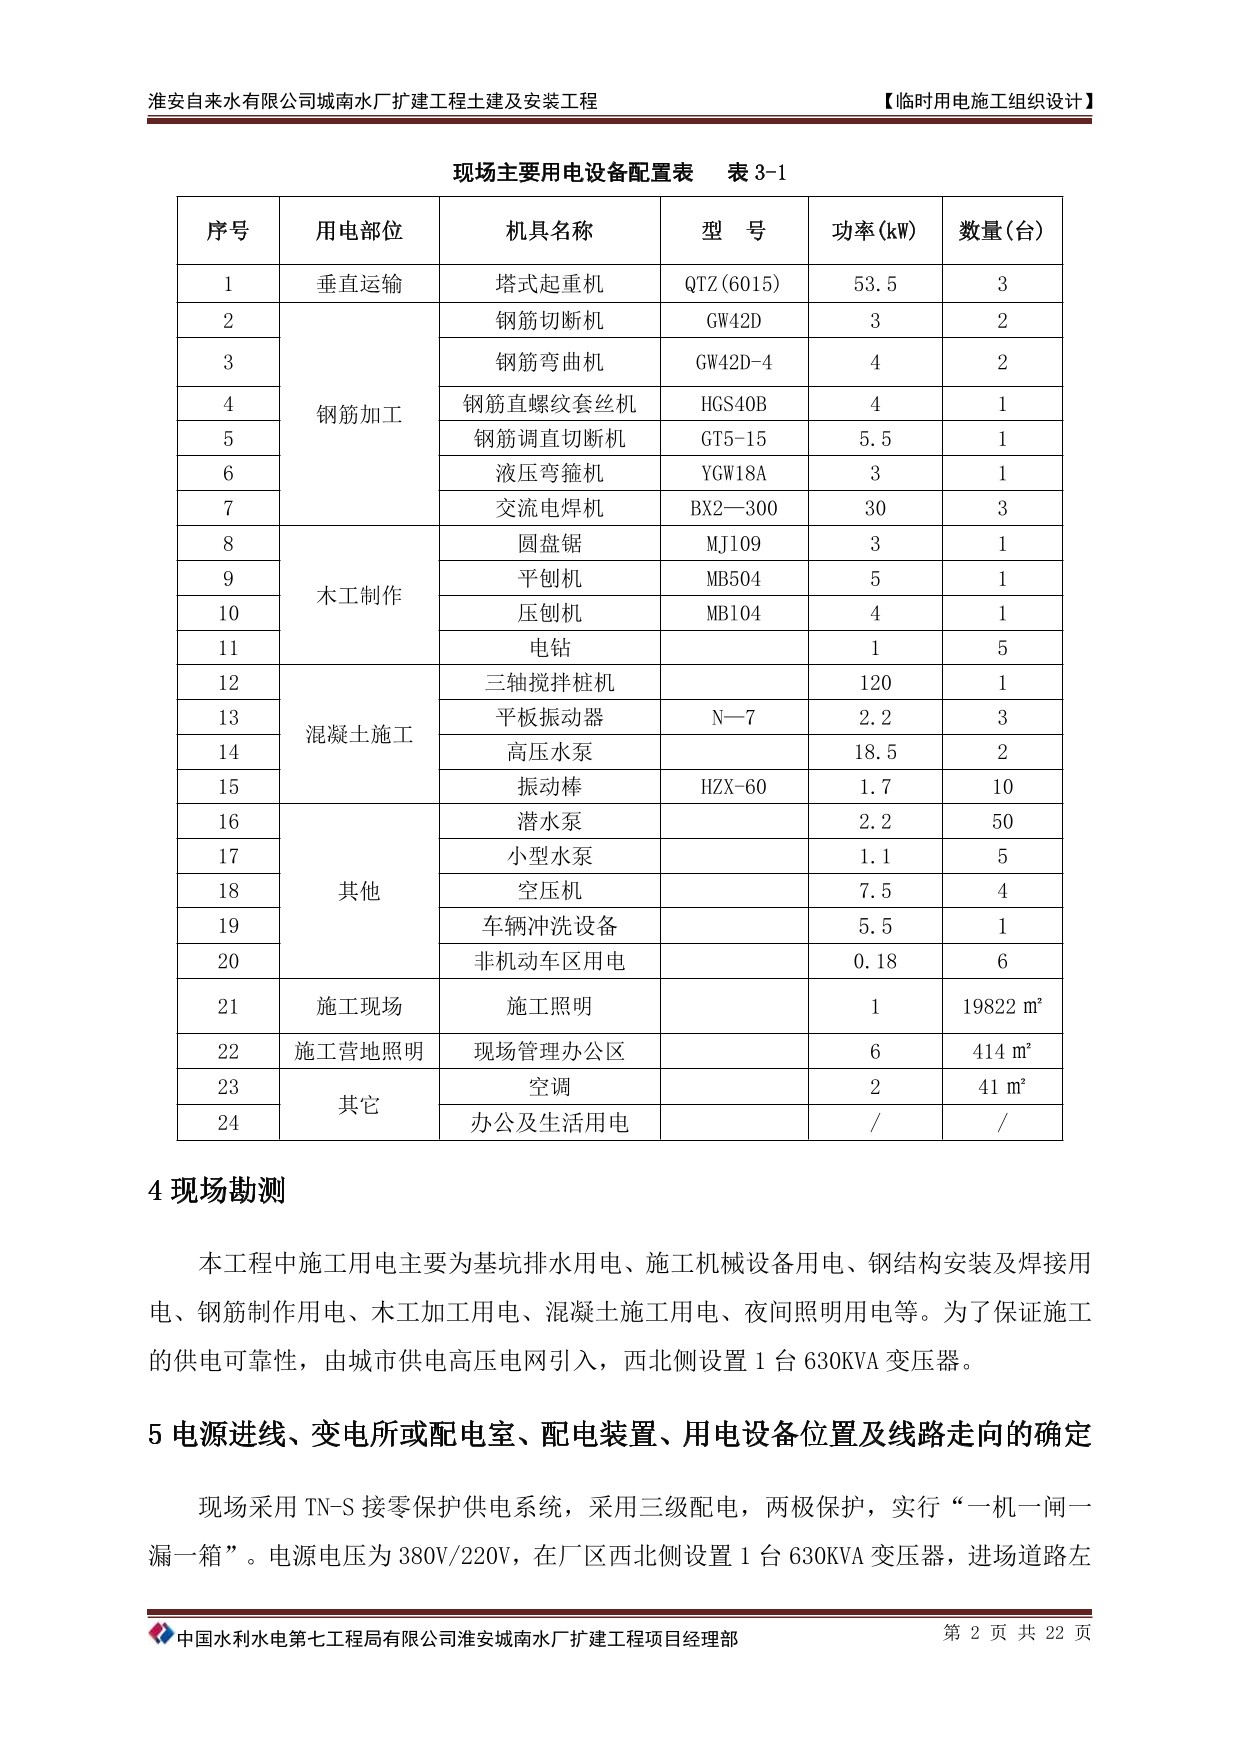 淮安自来水有限公司城南水厂扩建工程土建及安装工程 【临时用电施工组织设计】
现场主要用电设备配置表 表 3-1
序号 用电部位 机具名称 型 号 功率(kW) 数量(台)
1 垂直运输 塔式起重机 QTZ(6015) 53.5 3
2 钢筋切断机 GW42D 3 2
3 钢筋弯曲机 GW42D-4 4 2
钢筋加工
4 钢筋直螺纹套丝机 HGS40B 4 1
5 钢筋调直切断机 GT5-15 5.5 1
6 液压弯箍机 YGW18A 3 1
7 交流电焊机 BX2—300 30 3
8 圆盘锯 MJl09 3 1
9 平刨机 MB504 5 1
木工制作
10 压刨机 MBl04 4 1
11 电钻 1 5
12 三轴搅拌桩机 120 1
13 平板振动器 N—7 2.2 3
混凝土施工
14 高压水泵 18.5 2
15 振动棒 HZX-60 1.7 10
16 潜水泵 2.2 50
17 小型水泵 1.1 5
18 其他 空压机 7.5 4
19 车辆冲洗设备 5.5 1
20 非机动车区用电 0.18 6
21 施工现场 施工照明 1 19822 ㎡
22 施工营地照明 现场管理办公区 6 414 ㎡
23 空调 2 41 ㎡
其它
24 办公及生活用电 / /
4 现场勘测
本工程中施工用电主要为基坑排水用电、施工机械设备用电、钢结构安装及焊接用
电、钢筋制作用电、木工加工用电、混凝土施工用电、夜间照明用电等。为了保证施工
的供电可靠性，由城市供电高压电网引入，西北侧设置 1 台 630KVA 变压器。
5 电源进线、变电所或配电室、配电装置、用电设备位置及线路走向的确定
现场采用 TN-S 接零保护供电系统，采用三级配电，两极保护，实行“一机一闸一
漏一箱”。电源电压为 380V/220V，在厂区西北侧设置 1 台 630KVA 变压器，进场道路左
中国水利水电第七工程局有限公司淮安城南水厂扩建工程项目经理部 第 2 页 共 22 页